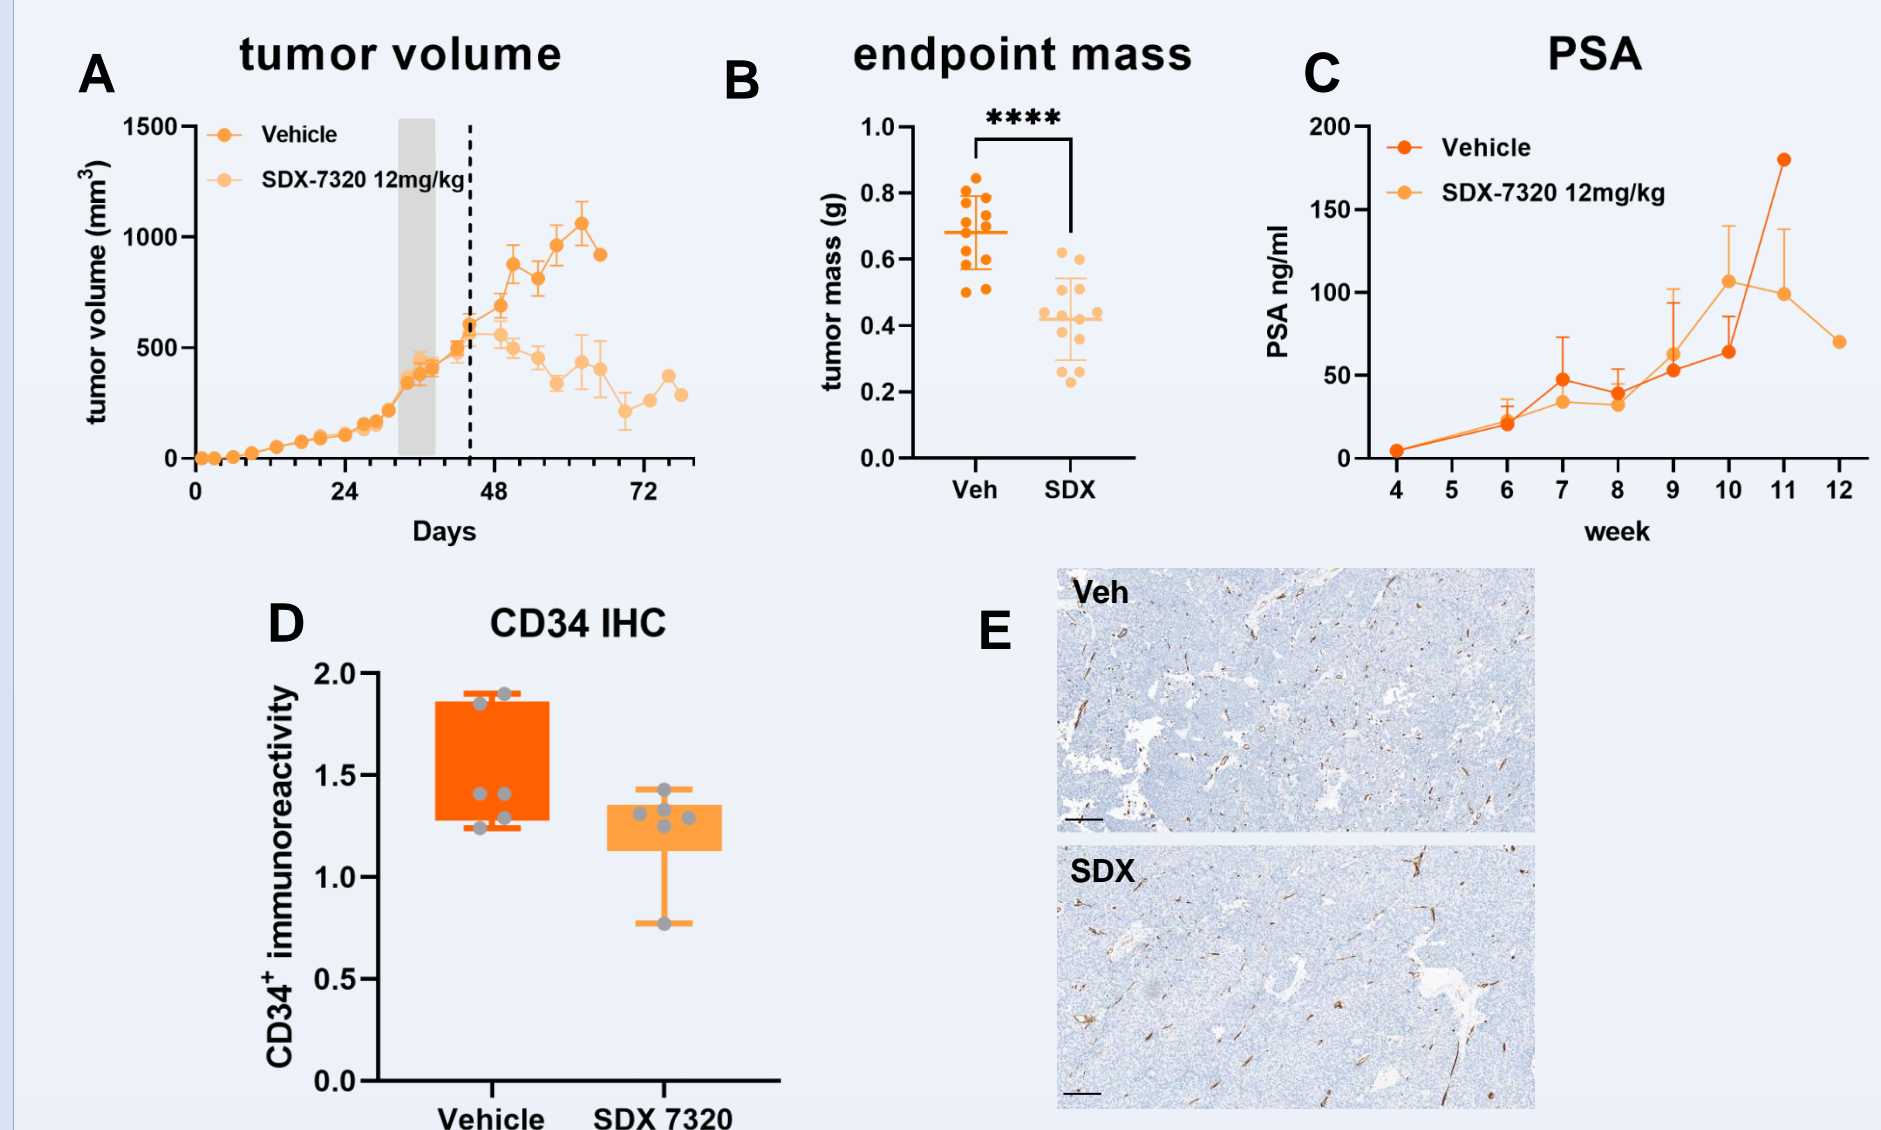 A
tumor volume
1500
1000
500
0
tumor volume (mm³)
Vehicle
SDX-7320 12mg/kg
0 24 48 72
Days
B
endpoint mass
****
1.0
0.8
0.6
0.4
0.2
0.0
tumor mass (g)
Veh SDX
C
PSA
200
150
100
50
0
PSA ng/ml
Vehicle
SDX-7320 12mg/kg
4 5 6 7 8 9 10 11 12
week
D
CD34 IHC
2.0
1.5
1.0
0.5
0.0
CD34⁺ immunoreactivity
Vehicle SDX 7320
E
Veh
SDX